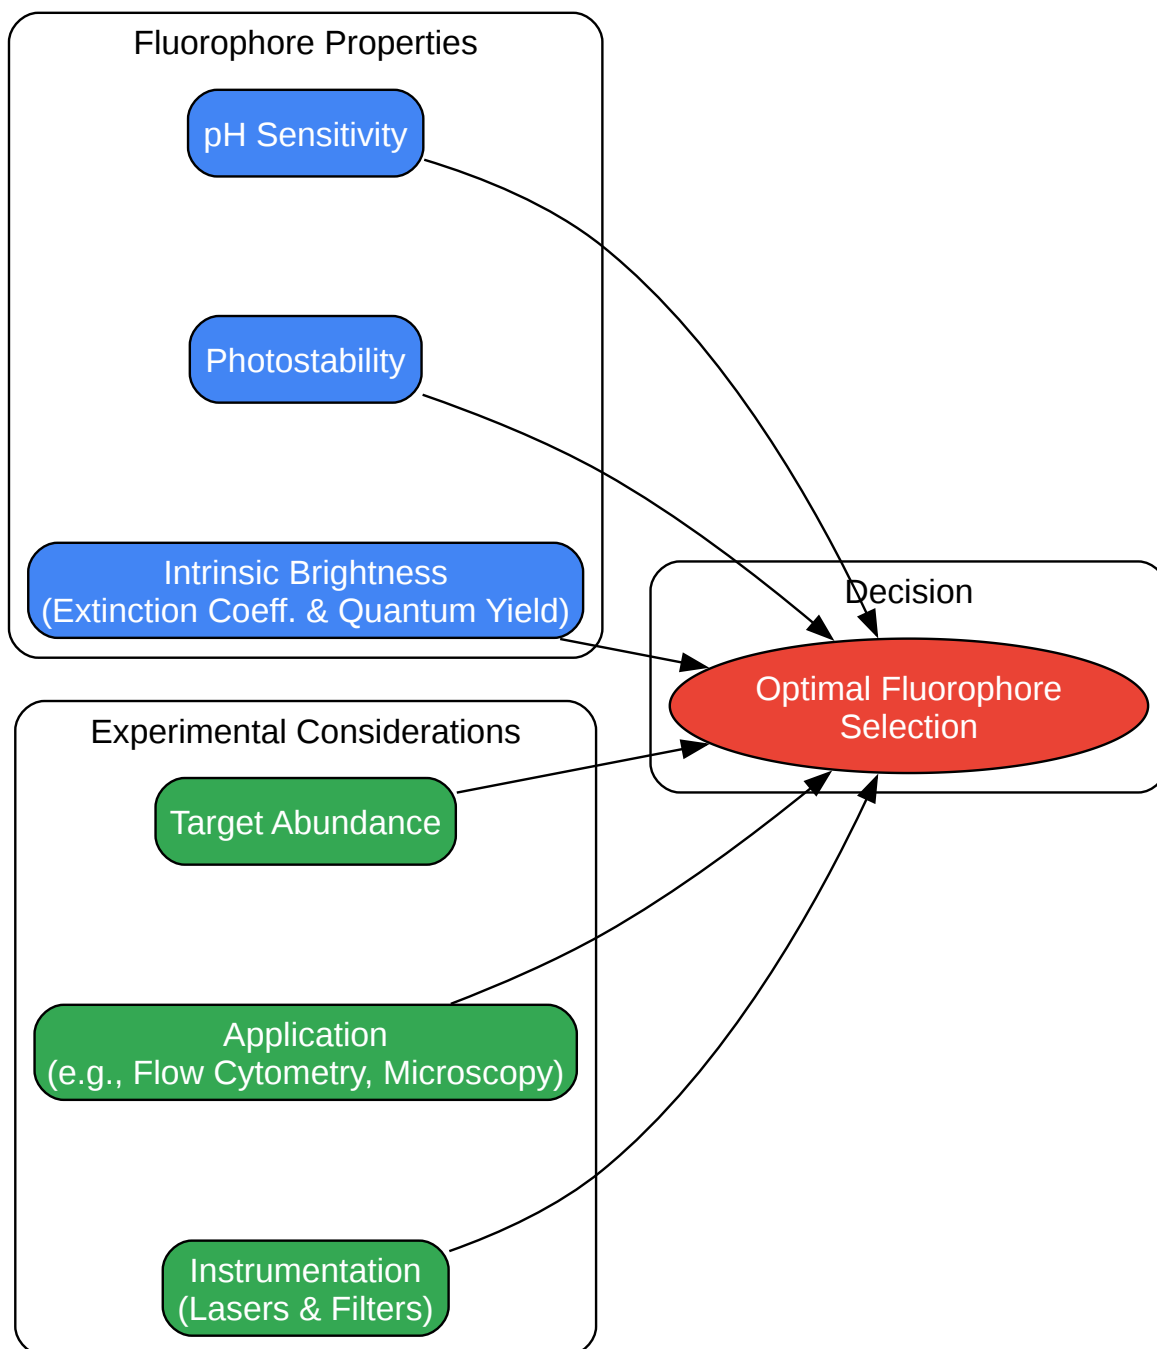 Fluorophore Properties
pH Sensitivity
Photostability
Intrinsic Brightness
(Extinction Coeff. & Quantum Yield)
Decision
Optimal Fluorophore
Selection
Experimental Considerations
Target Abundance
Application
(e.g., Flow Cytometry, Microscopy)
Instrumentation
(Lasers & Filters)